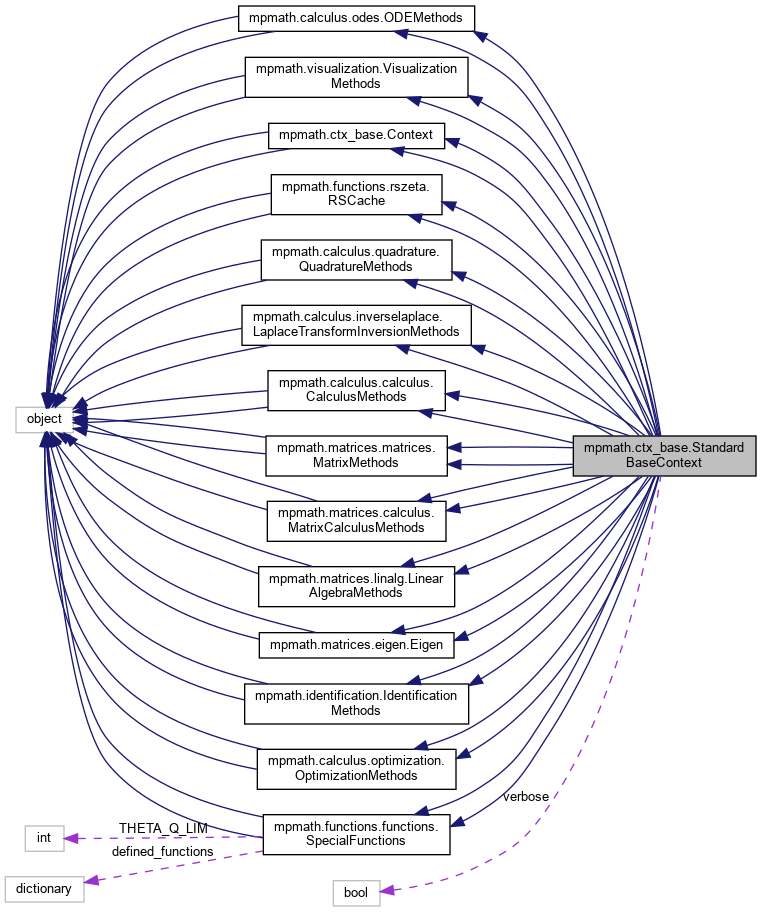 mpmath.calculus.odes.ODEMethods
mpmath.visualization.Visualization
Methods
mpmath.ctx_base.Context
mpmath.functions.rszeta.
RSCache
mpmath.calculus.quadrature.
QuadratureMethods
mpmath.calculus.inverselaplace.
LaplaceTransformInversionMethods
mpmath.calculus.calculus.
CalculusMethods
object
mpmath.matrices.matrices.
MatrixMethods
mpmath.ctx_base.Standard
BaseContext
mpmath.matrices.calculus.
MatrixCalculusMethods
mpmath.matrices.linalg.Linear
AlgebraMethods
mpmath.matrices.eigen.Eigen
mpmath.identification.Identification
Methods
mpmath.calculus.optimization.
OptimizationMethods
verbose
mpmath.functions.functions.
SpecialFunctions
THETA_Q_LIM
int
defined_functions
dictionary
bool